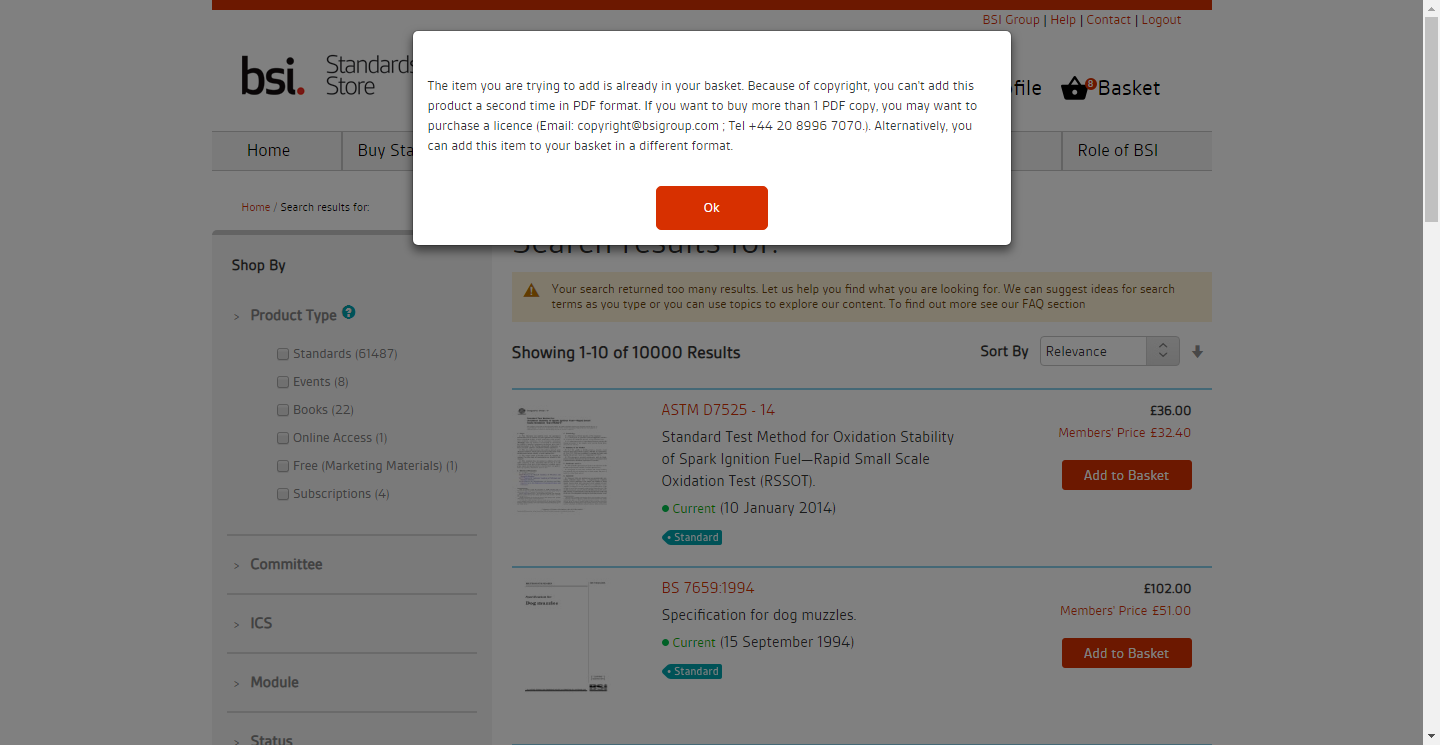 BSI Group | Help | Contact | Logout
bsi.
Standards
Store
ofile
8
Basket
The item you are trying to add is already in your basket. Because of copyright, you can't add this
product a second time in PDF format. If you want to buy more than 1 PDF copy, you may want to
purchase a licence (Email: copyright@bsigroup.com ; Tel +44 20 8996 7070.). Alternatively, you
can add this item to your basket in a different format.
Ok
Home
Buy Sta
Role of BSI
Home / Search results for:
Search results for:
Shop By
Product Type ?
Standards (61487)
Events (8)
Books (22)
Online Access (1)
Free (Marketing Materials) (1)
Subscriptions (4)
Committee
ICS
Module
Status
Your search returned too many results. Let us help you find what you are looking for. We can suggest ideas for search
terms as you type or you can use topics to explore our content. To find out more see our FAQ section
Showing 1-10 of 10000 Results
Sort By
Relevance
ASTM D7525 - 14
Standard Test Method for Oxidation Stability
of Spark Ignition Fuel—Rapid Small Scale
Oxidation Test (RSSOT).
Current (10 January 2014)
Standard
£36.00
Members' Price £32.40
Add to Basket
Dog muzzles
BSI
BS 7659:1994
Specification for dog muzzles.
Current (15 September 1994)
Standard
£102.00
Members' Price £51.00
Add to Basket